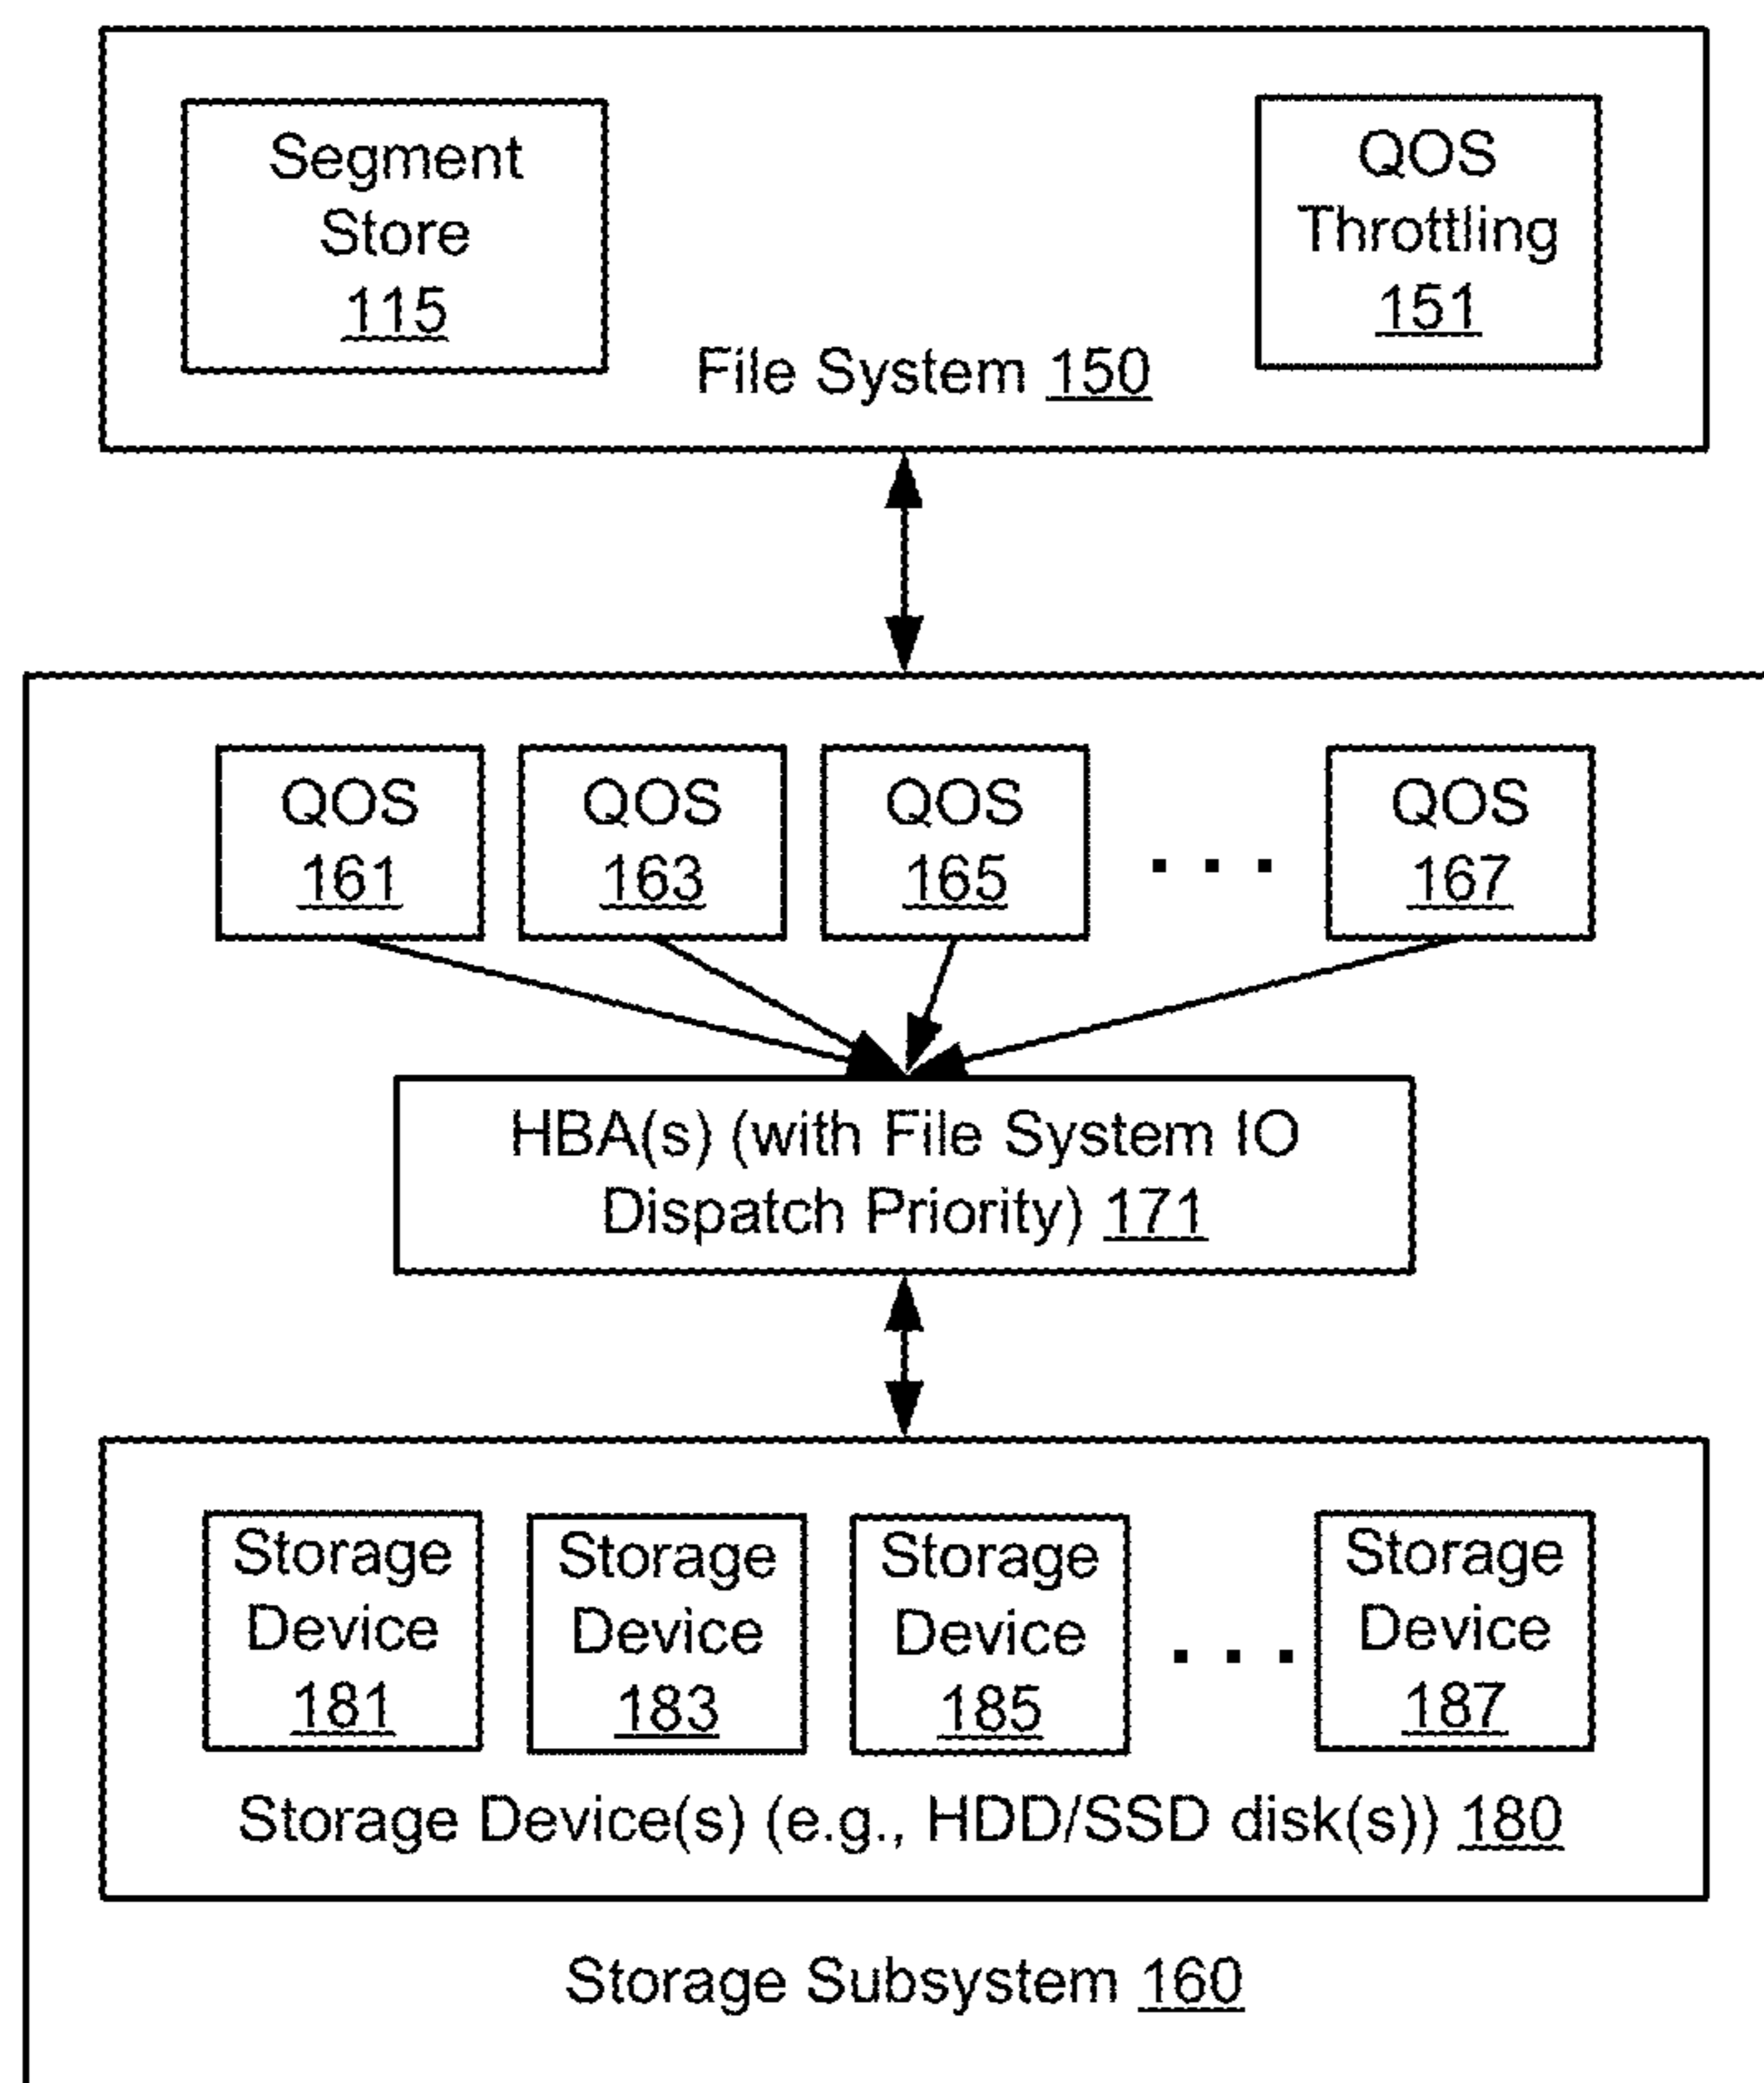 Segment
Store
115
QOS
Throttling
151
File System 150
QOS
161
QOS
163
QOS
165
. . .
QOS
167
HBA(s) (with File System IO
Dispatch Priority) 171
Storage
Device
181
Storage
Device
183
Storage
Device
185
. . .
Storage
Device
187
Storage Device(s) (e.g., HDD/SSD disk(s)) 180
Storage Subsystem 160